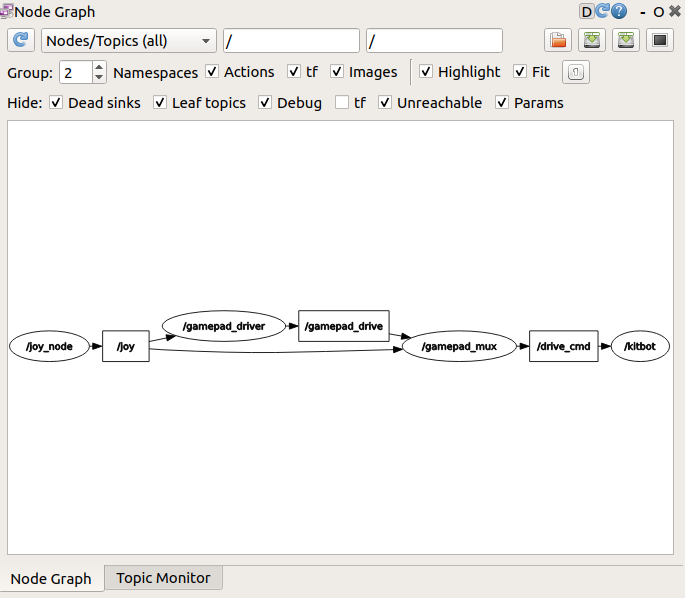 Node Graph
D
- O
Nodes/Topics (all)
/
/
Group: 2 Namespaces Actions tf Images Highlight Fit
Hide: Dead sinks Leaf topics Debug tf Unreachable Params
/gamepad_driver
/gamepad_drive
/joy_node
/joy
/gamepad_mux
/drive_cmd
/kitbot
Node Graph
Topic Monitor